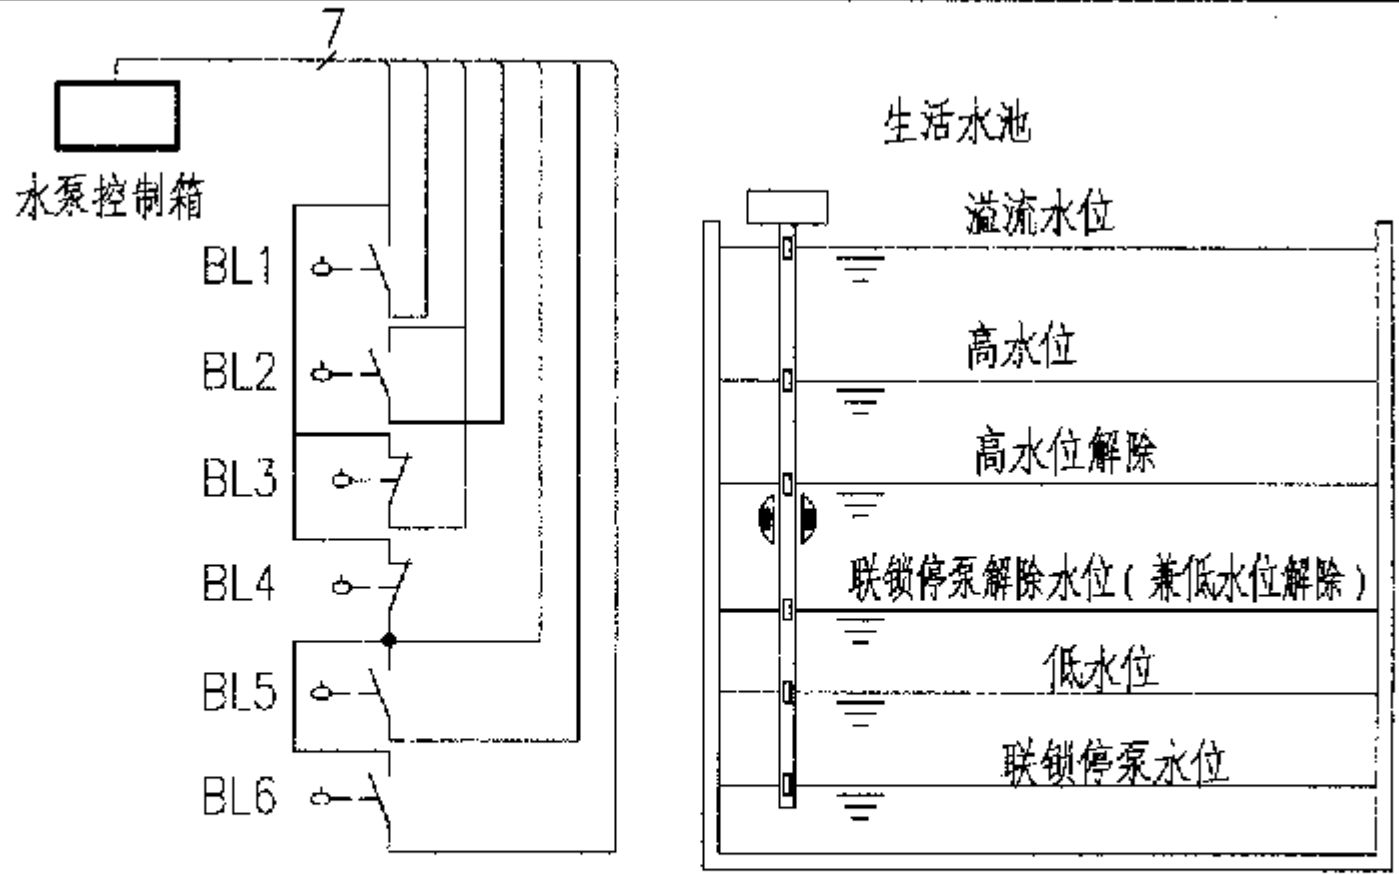 7
水泵控制箱
BL1
BL2
BL3
BL4
BL5
BL6
生活水池
溢流水位
高水位
高水位解除
联锁停泵解除水位(兼低水位解除)
低水位
联锁停泵水位